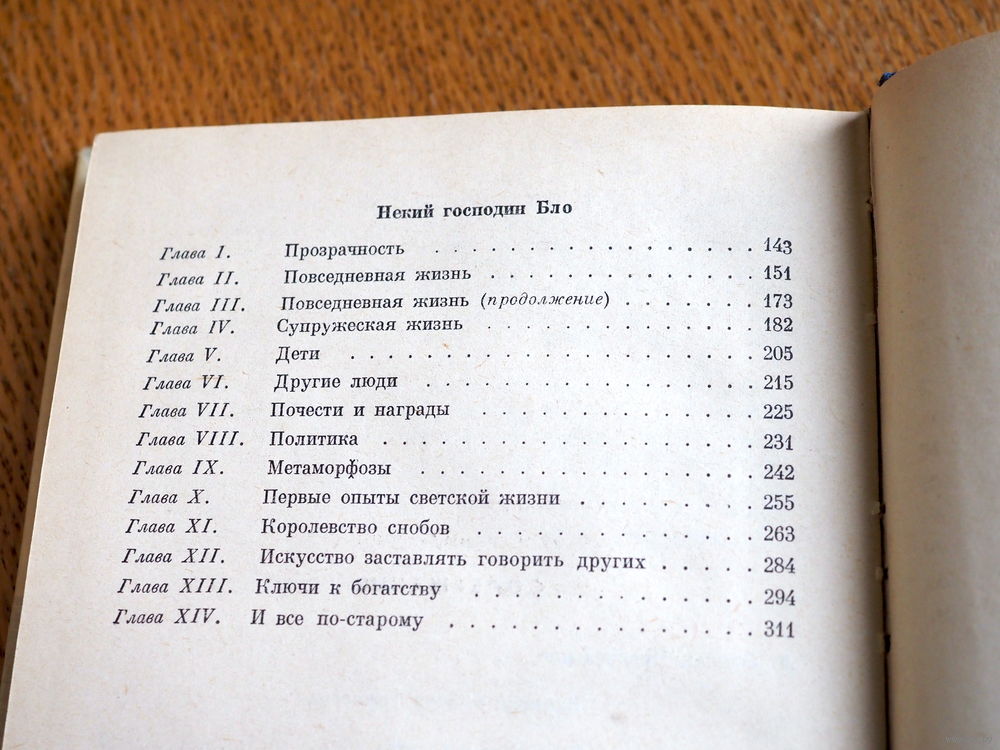 Некий господин Бло
Глава I. Прозрачность . . . . . . . . . . . . . . . . . 143
Глава II. Повседневная жизнь . . . . . . . . . . . . . . 151
Глава III. Повседневная жизнь (продолжение) . . . . . . . 173
Глава IV. Супружеская жизнь . . . . . . . . . . . . . . 182
Глава V. Дети . . . . . . . . . . . . . . . . . . . . 205
Глава VI. Другие люди . . . . . . . . . . . . . . . . . 215
Глава VII. Почести и награды . . . . . . . . . . . . . . 225
Глава VIII. Политика . . . . . . . . . . . . . . . . . . 231
Глава IX. Метаморфозы . . . . . . . . . . . . . . . . . 242
Глава X. Первые опыты светской жизни . . . . . . . . . 255
Глава XI. Королевство снобов . . . . . . . . . . . . . . 263
Глава XII. Искусство заставлять говорить других . . . . . 284
Глава XIII. Ключи к богатству . . . . . . . . . . . . . . 294
Глава XIV. И все по-старому . . . . . . . . . . . . . . . 311